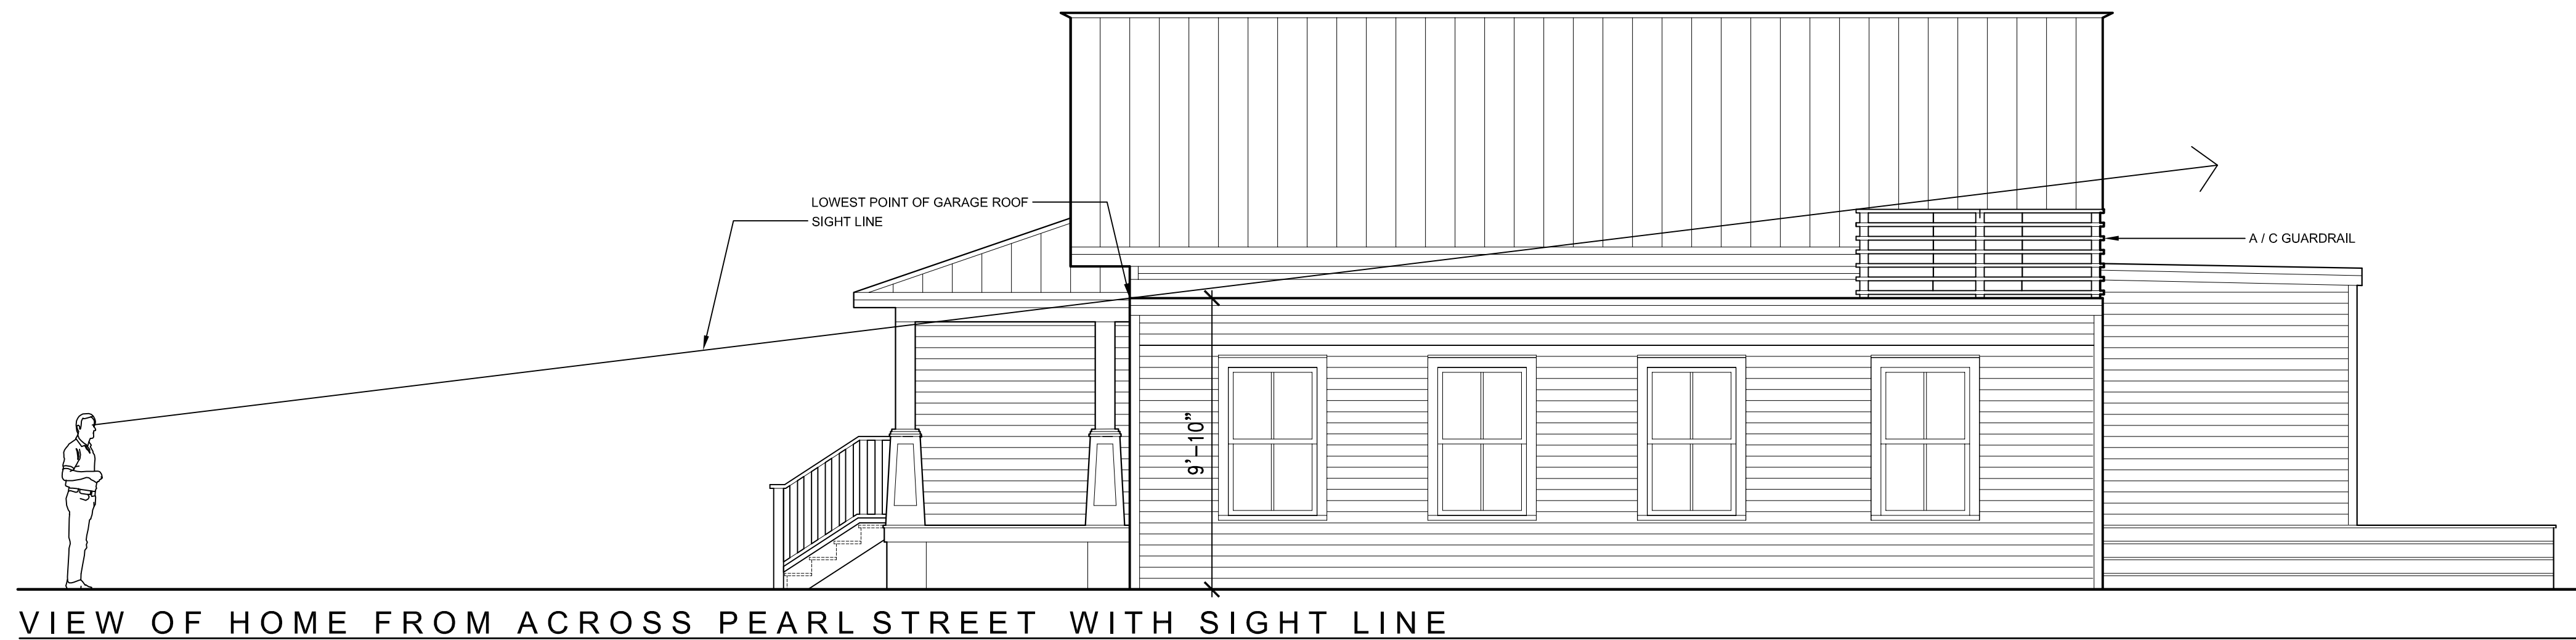 LOWEST POINT OF GARAGE ROOF
SIGHT LINE
A / C GUARDRAIL
9'–10"
VIEW OF HOME FROM ACROSS PEARL STREET WITH SIGHT LINE